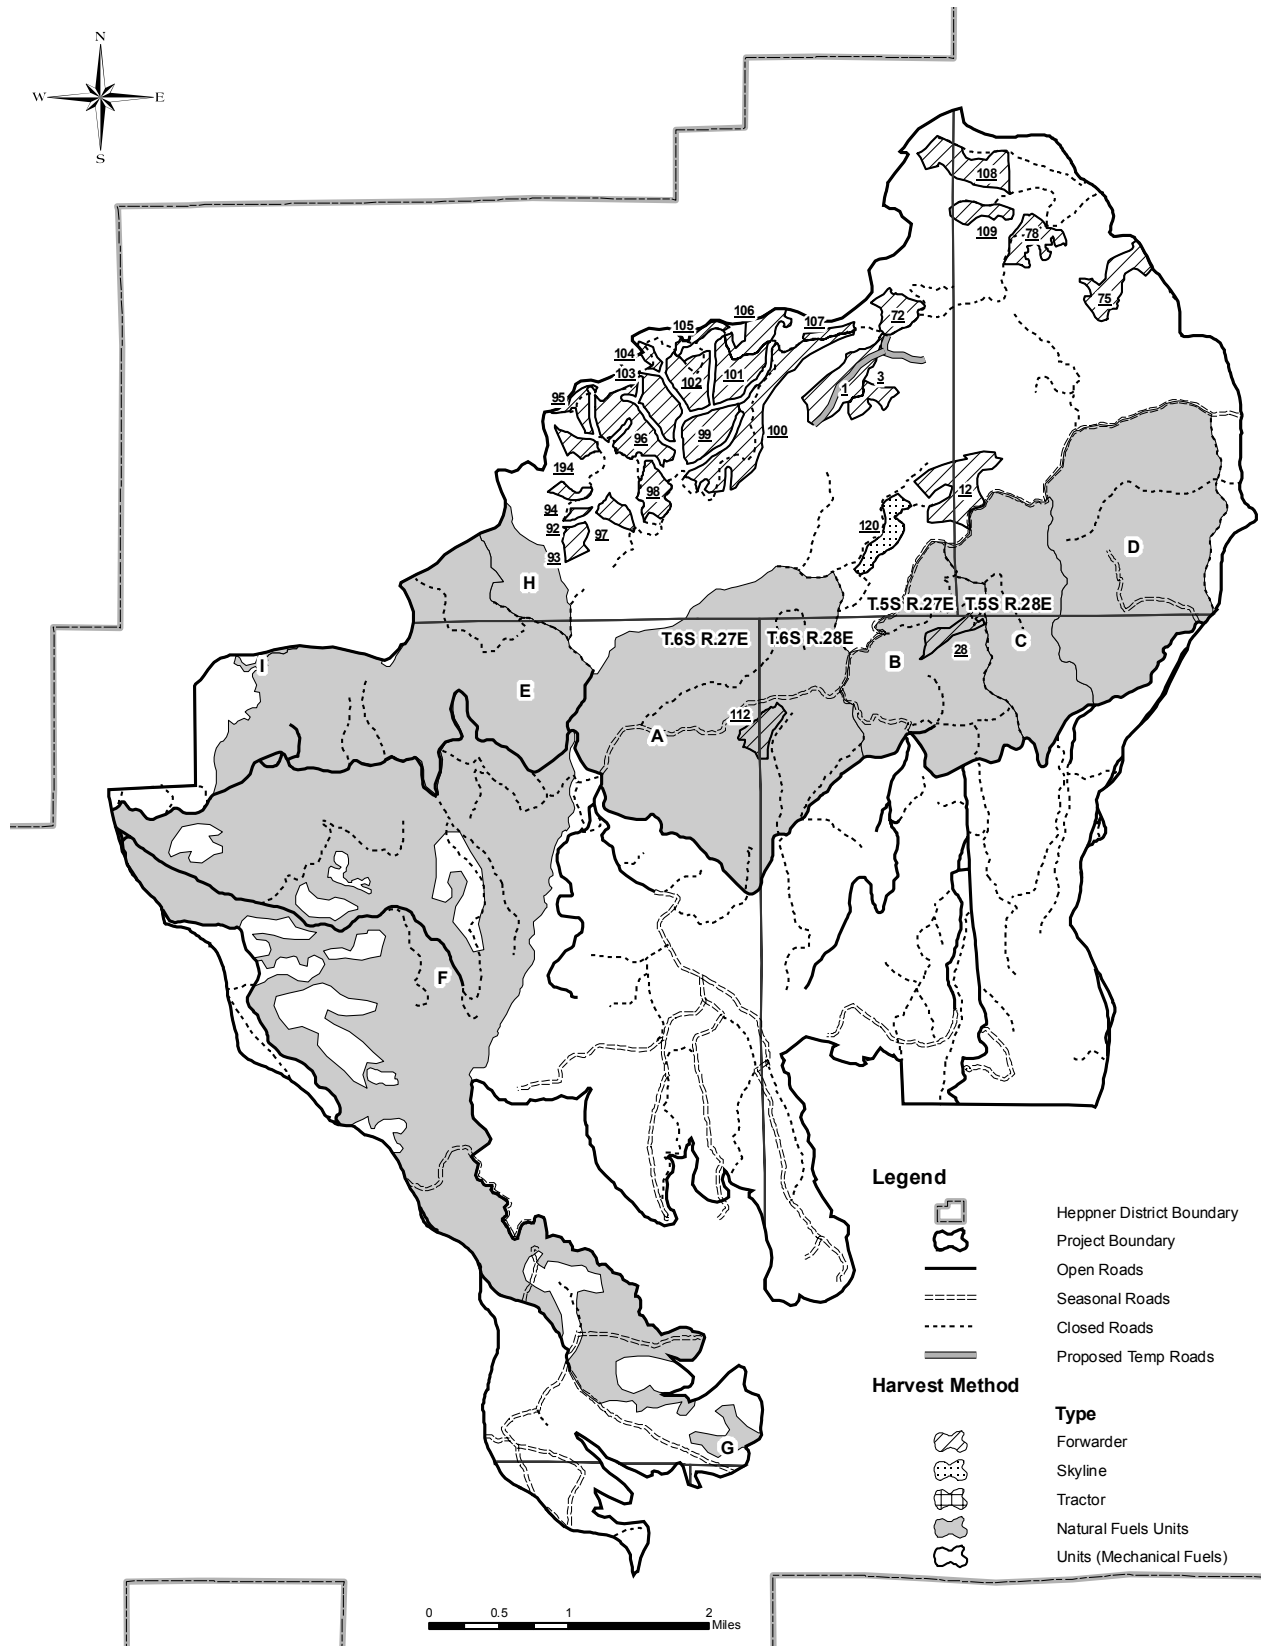 N
W E
S
108
109
78
75
106
107
72
105
104
103
102
101
1
3
95
96
99
100
194
98
12
94
92
97
93
120
D
H
T.5S R.27E
T.5S R.28E
T.6S R.27E
T.6S R.28E
C
B
28
I
E
112
A
F
G
Legend
Heppner District Boundary
Project Boundary
Open Roads
Seasonal Roads
Closed Roads
Proposed Temp Roads
Harvest Method
Type
Forwarder
Skyline
Tractor
Natural Fuels Units
Units (Mechanical Fuels)
0 0.5 1 2
Miles